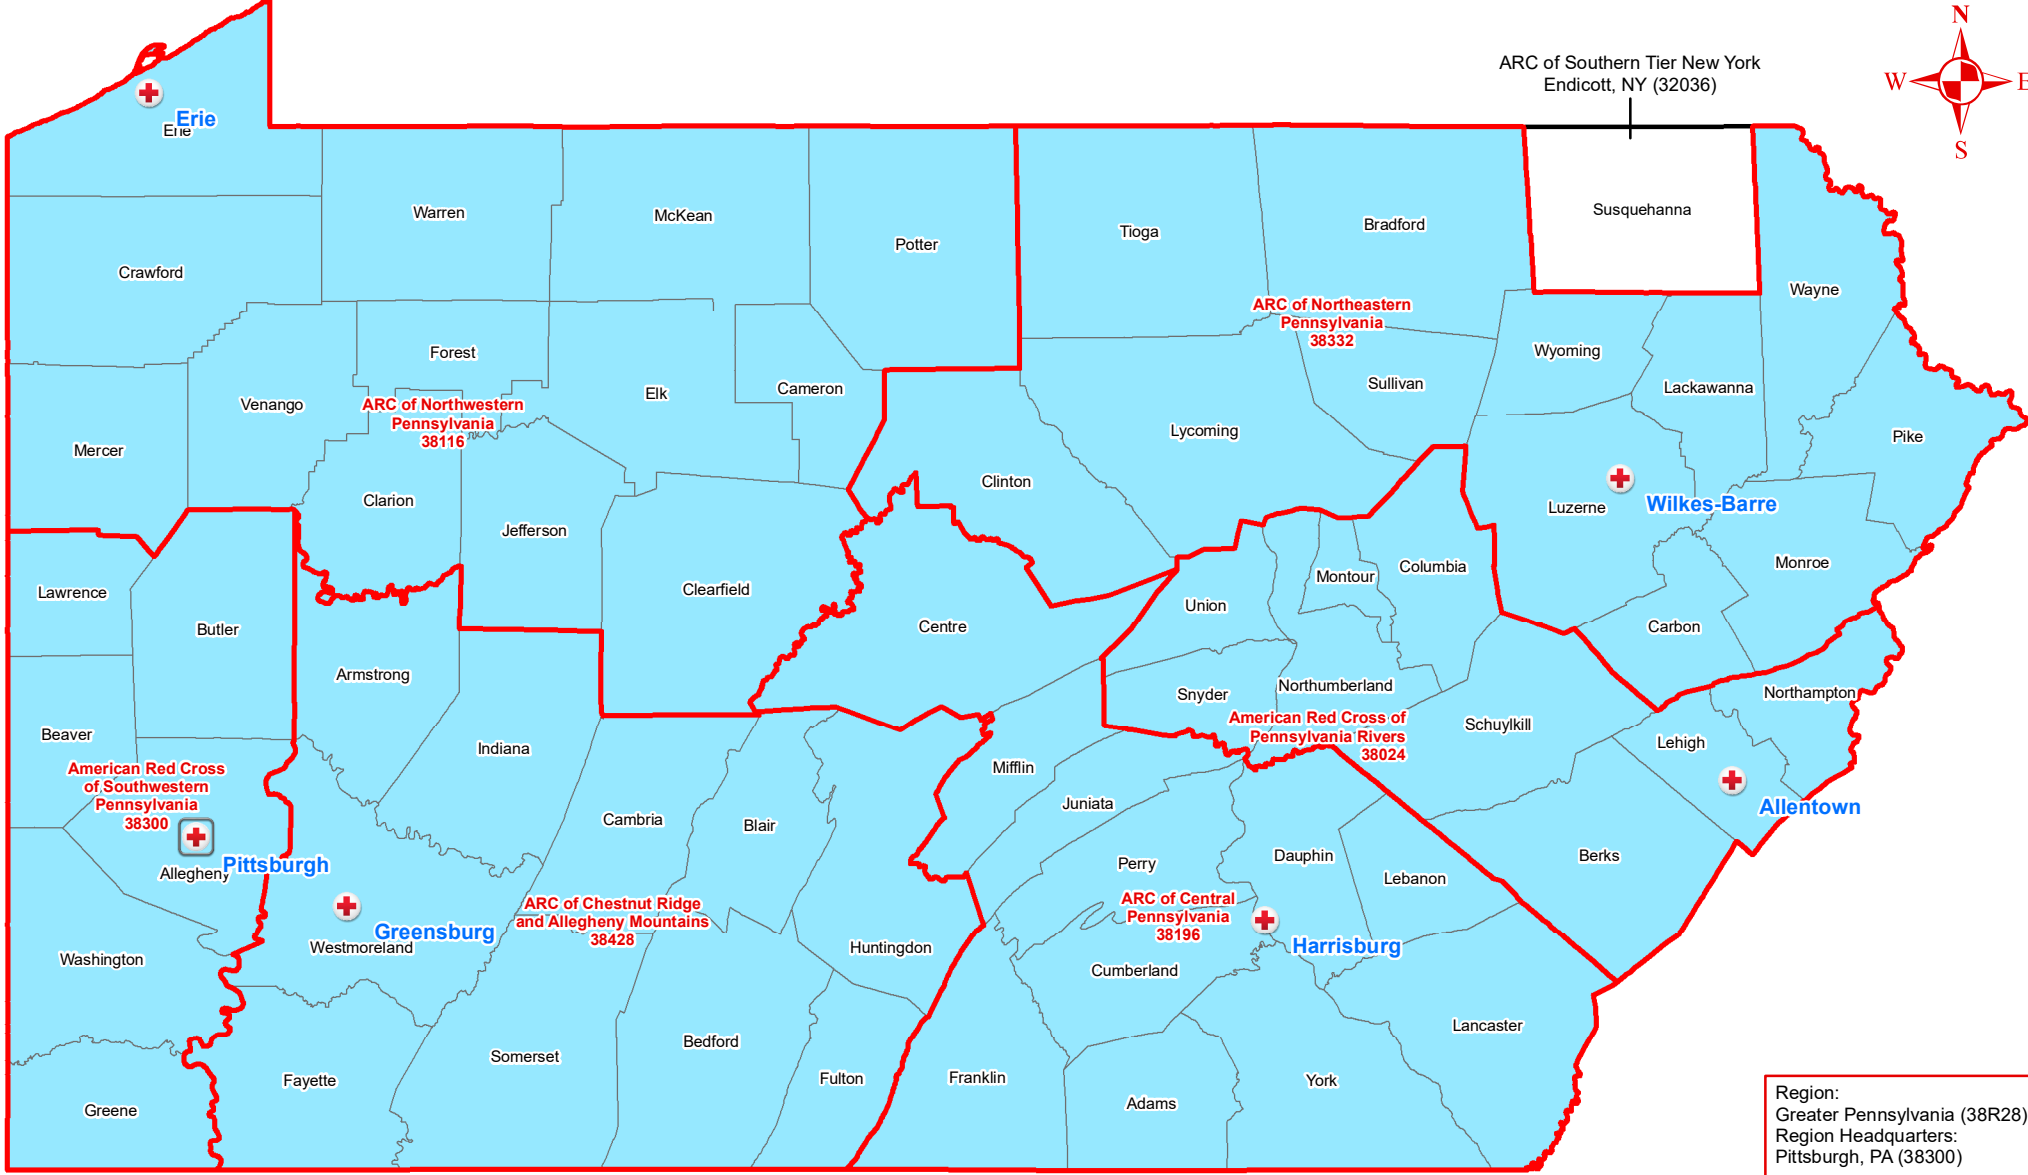 N
W
E
S
ARC of Southern Tier New York
Endicott, NY (32036)
Erie
Erie
Warren
McKean
Potter
Tioga
Bradford
Susquehanna
Crawford
Wayne
ARC of Northeastern
Pennsylvania
38332
Forest
Wyoming
Elk
Cameron
Sullivan
Lackawanna
Venango
ARC of Northwestern
Pennsylvania
38116
Mercer
Lycoming
Pike
Clinton
Clarion
Jefferson
Luzerne
Wilkes-Barre
Lawrence
Clearfield
Montour
Columbia
Monroe
Butler
Centre
Union
Carbon
Armstrong
Snyder
Northumberland
Northampton
American Red Cross of
Pennsylvania Rivers
38024
Schuylkill
Beaver
Indiana
Lehigh
American Red Cross
of Southwestern
Pennsylvania
38300
Mifflin
Juniata
Cambria
Blair
Allentown
Allegheny
Pittsburgh
Perry
Dauphin
Lebanon
Berks
ARC of Chestnut Ridge
and Allegheny Mountains
38428
ARC of Central
Pennsylvania
38196
Greensburg
Westmoreland
Huntingdon
Harrisburg
Washington
Cumberland
Lancaster
Somerset
Bedford
Fayette
Fulton
Franklin
York
Greene
Adams
Region:
Greater Pennsylvania (38R28)
Region Headquarters:
Pittsburgh, PA (38300)